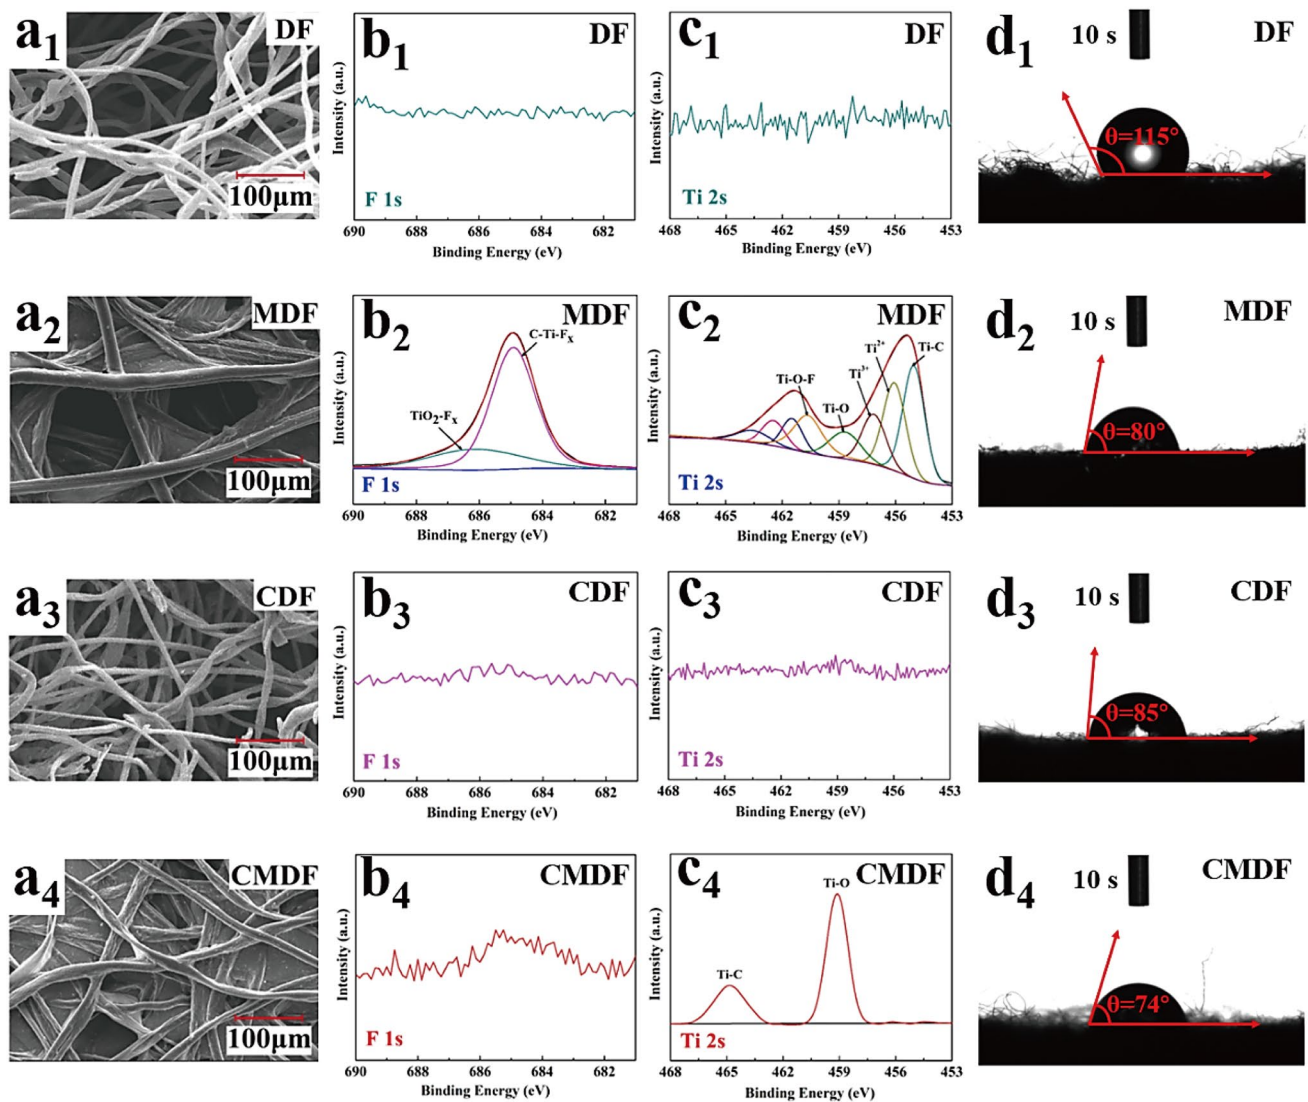 a1 DF
100μm
b1 DF
Intensity (a.u.)
F 1s
690 688 686 684 682
Binding Energy (eV)
c1 DF
Intensity (a.u.)
Ti 2s
468 465 462 459 456 453
Binding Energy (eV)
d1 10 s DF
θ=115°
a2 MDF
100μm
b2 MDF
C-Ti-Fx
TiO2-Fx
Intensity (a.u.)
F 1s
690 688 686 684 682
Binding Energy (eV)
c2 MDF
Ti-C
Ti2+
Ti3+
Ti-O-F
Ti-O
Intensity (a.u.)
Ti 2s
468 465 462 459 456 453
Binding Energy (eV)
d2 10 s MDF
θ=80°
a3 CDF
100μm
b3 CDF
Intensity (a.u.)
F 1s
690 688 686 684 682
Binding Energy (eV)
c3 CDF
Intensity (a.u.)
Ti 2s
468 465 462 459 456 453
Binding Energy (eV)
d3 10 s CDF
θ=85°
a4 CMDF
100μm
b4 CMDF
Intensity (a.u.)
F 1s
690 688 686 684 682
Binding Energy (eV)
c4 CMDF
Ti-O
Ti-C
Intensity (a.u.)
Ti 2s
468 465 462 459 456 453
Binding Energy (eV)
d4 10 s CMDF
θ=74°